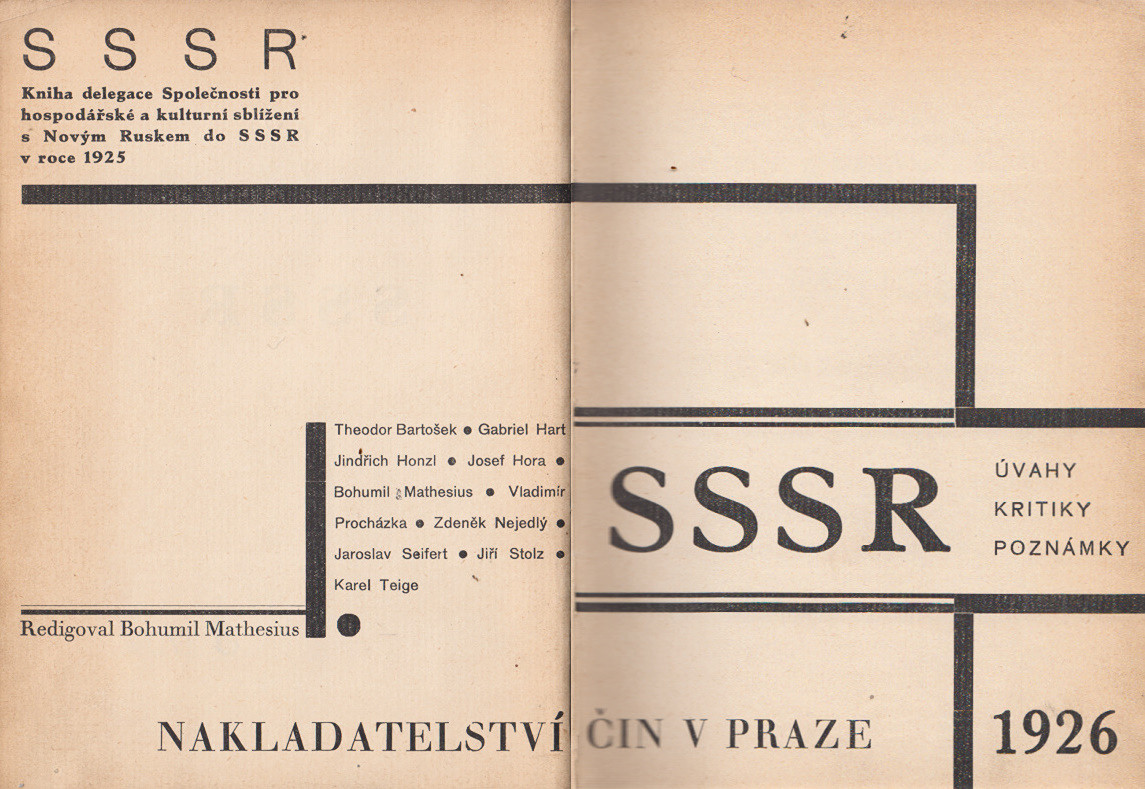 SSSR
Kniha delegace Společnosti pro
hospodářské a kulturní sblížení
s Novým Ruskem do SSSR
v roce 1925
Theodor Bartošek ● Gabriel Hart
Jindřich Honzl ● Josef Hora ●
Bohumil Mathesius ● Vladimír
Procházka ● Zdeněk Nejedlý ●
Jaroslav Seifert ● Jiří Stolz ●
Karel Teige
Redigoval Bohumil Mathesius
SSSR
ÚVAHY
KRITIKY
POZNÁMKY
NAKLADATELSTVÍ ČIN V PRAZE
1926